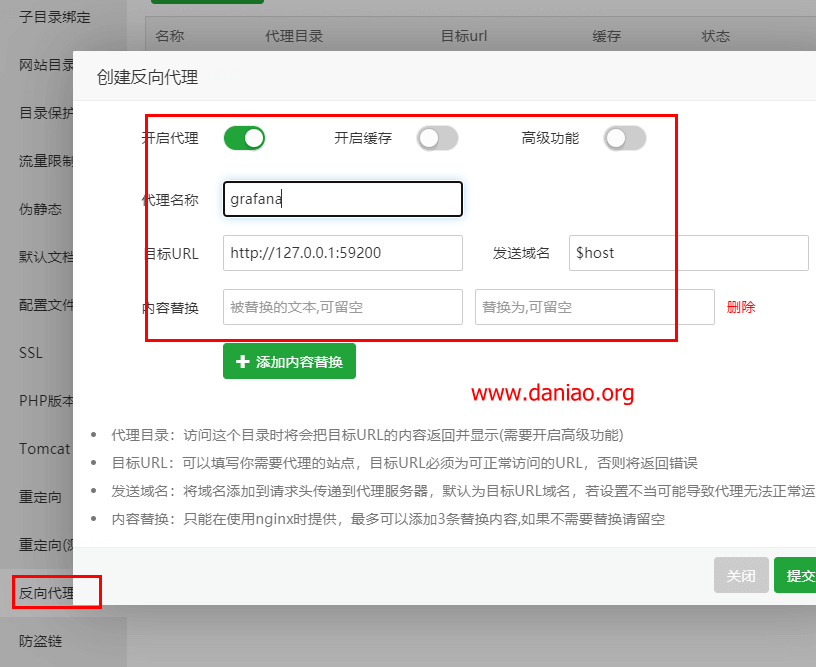 子目录绑定
名称 代理目录 目标url 缓存 状态
网站目录
创建反向代理
目录保护
开启代理 开启缓存 高级功能
流量限制
代理名称 grafana
伪静态
目标URL http://127.0.0.1:59200 发送域名 $host
默认文档
内容替换 被替换的文本,可留空 替换为,可留空 删除
配置文件
SSL
添加内容替换
www.daniao.org
PHP版本
代理目录：访问这个目录时将会把目标URL的内容返回并显示(需要开启高级功能)
Tomcat
目标URL：可以填写你需要代理的站点，目标URL必须为可正常访问的URL，否则将返回错误
重定向
发送域名：将域名添加到请求头传递到代理服务器，默认为目标URL域名，若设置不当可能导致代理无法正常运
内容替换：只能在使用nginx时提供，最多可以添加3条替换内容,如果不需要替换请留空
重定向(测
关闭 提交
反向代理
防盗链